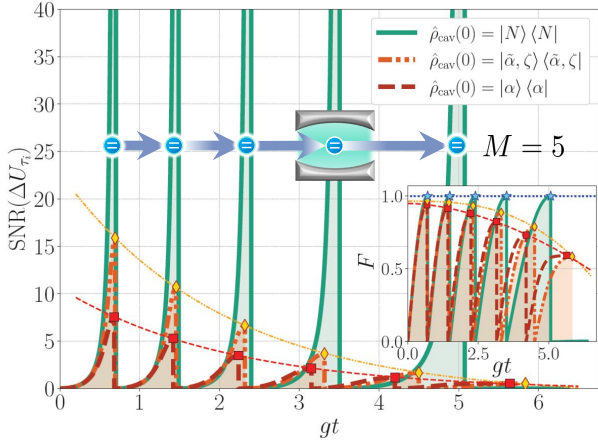 40
35
30
25
20
15
10
5
0
SNR(ΔU_{τ_i})
0 1 2 3 4 5 6
gt
ρ̂_cav(0) = |N⟩ ⟨N|
ρ̂_cav(0) = |α̃, ζ⟩ ⟨α̃, ζ|
ρ̂_cav(0) = |α⟩ ⟨α|
M = 5
1.0
0.5
0.0
F
0.0 2.5 5.0
gt